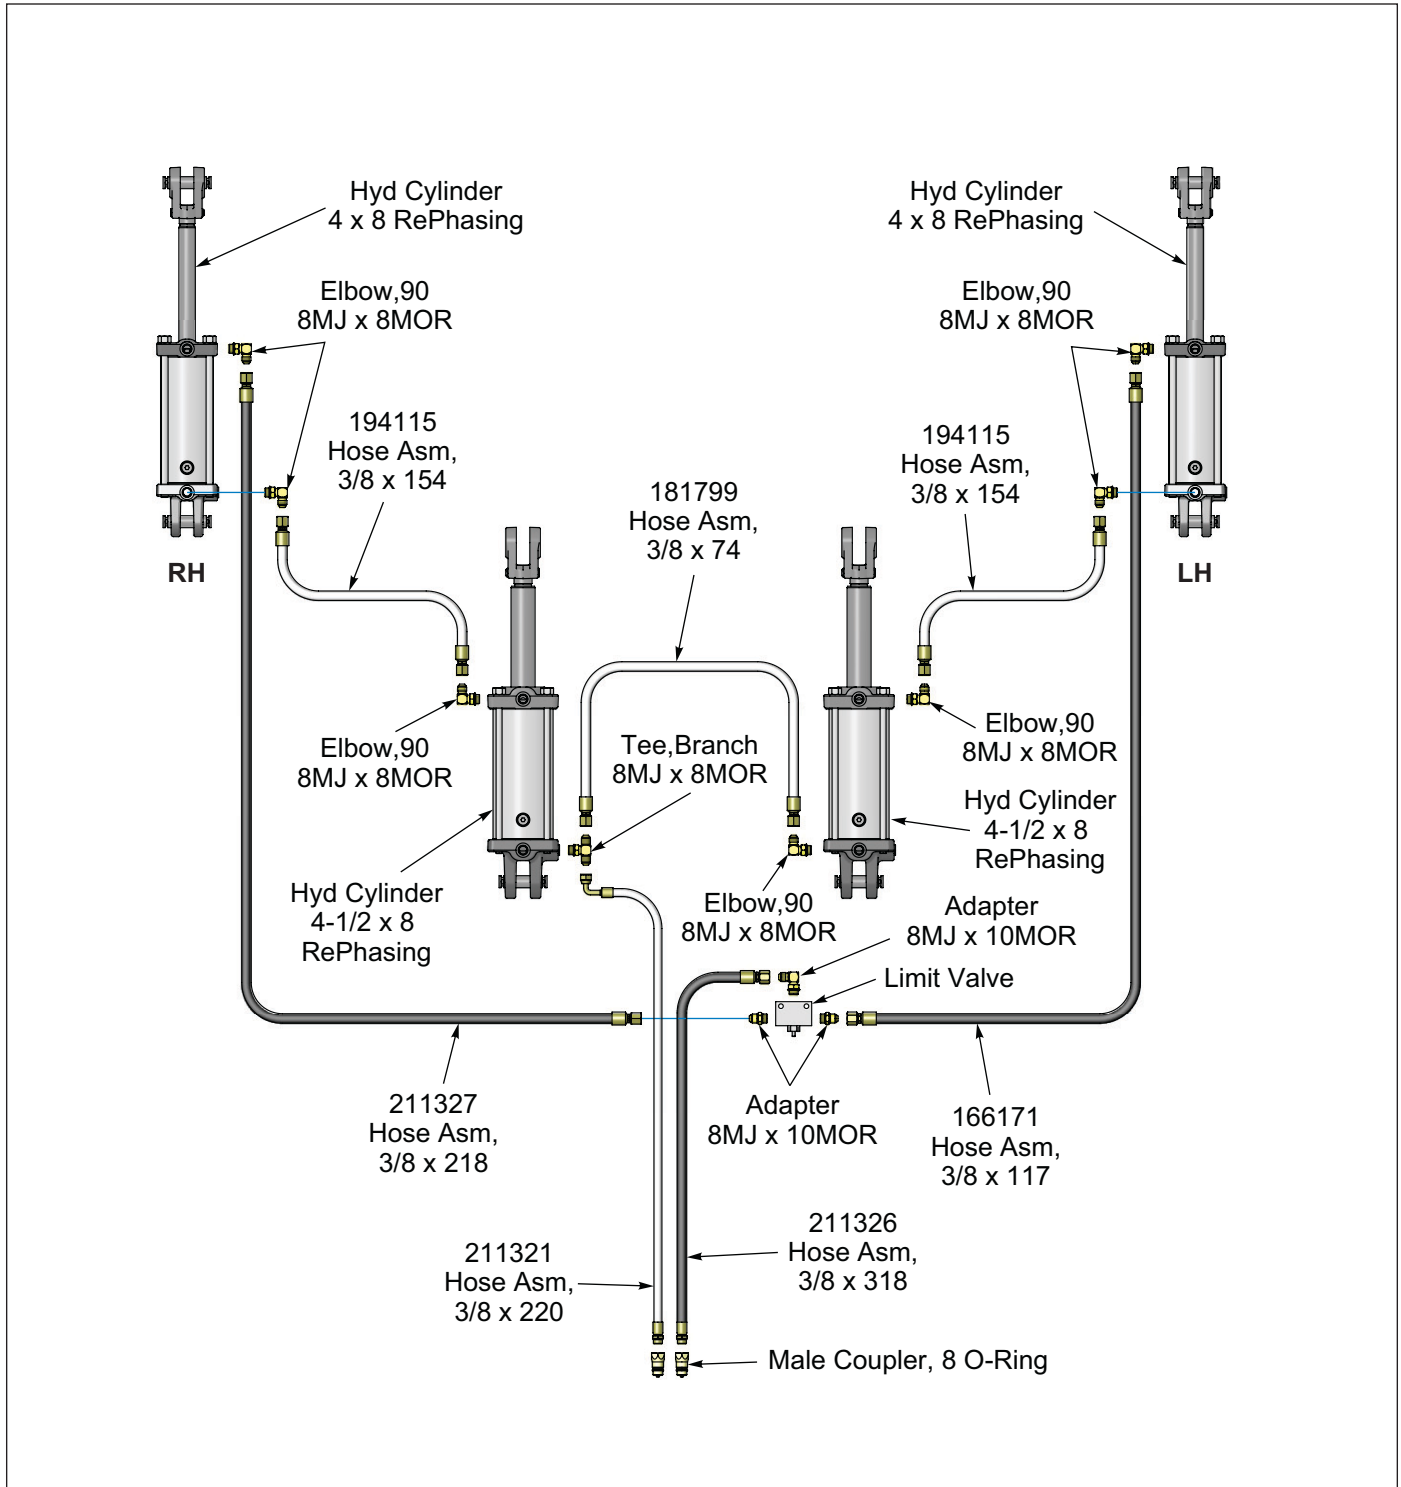 Hyd Cylinder
4 x 8 RePhasing
Hyd Cylinder
4 x 8 RePhasing
Elbow,90
8MJ x 8MOR
Elbow,90
8MJ x 8MOR
194115
Hose Asm,
3/8 x 154
194115
Hose Asm,
3/8 x 154
181799
Hose Asm,
3/8 x 74
RH
LH
Elbow,90
8MJ x 8MOR
Tee,Branch
8MJ x 8MOR
Elbow,90
8MJ x 8MOR
Hyd Cylinder
4-1/2 x 8
RePhasing
Hyd Cylinder
4-1/2 x 8
RePhasing
Elbow,90
8MJ x 8MOR
Adapter
8MJ x 10MOR
Limit Valve
211327
Hose Asm,
3/8 x 218
Adapter
8MJ x 10MOR
166171
Hose Asm,
3/8 x 117
211321
Hose Asm,
3/8 x 220
211326
Hose Asm,
3/8 x 318
Male Coupler, 8 O-Ring